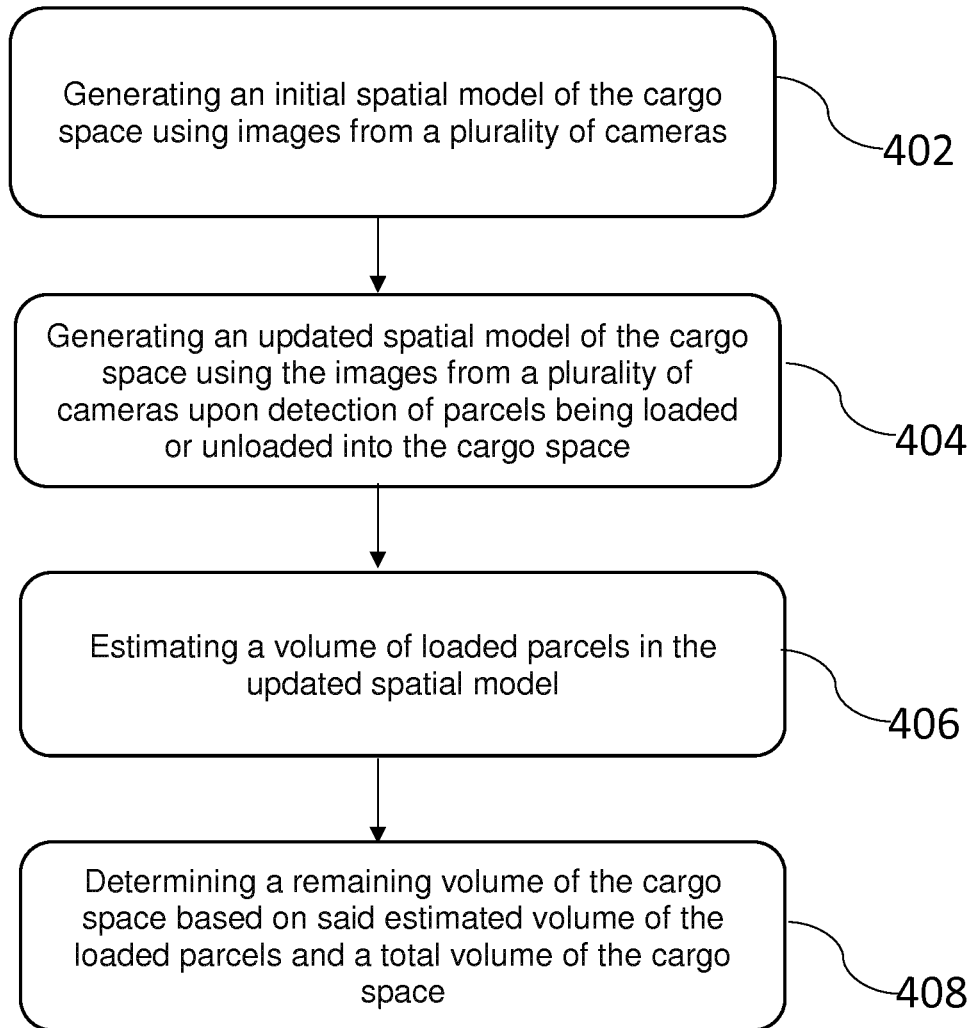 Generating an initial spatial model of the cargo
space using images from a plurality of cameras
402
Generating an updated spatial model of the cargo
space using the images from a plurality of
cameras upon detection of parcels being loaded
or unloaded into the cargo space
404
Estimating a volume of loaded parcels in the
updated spatial model
406
Determining a remaining volume of the cargo
space based on said estimated volume of the
loaded parcels and a total volume of the cargo
space
408